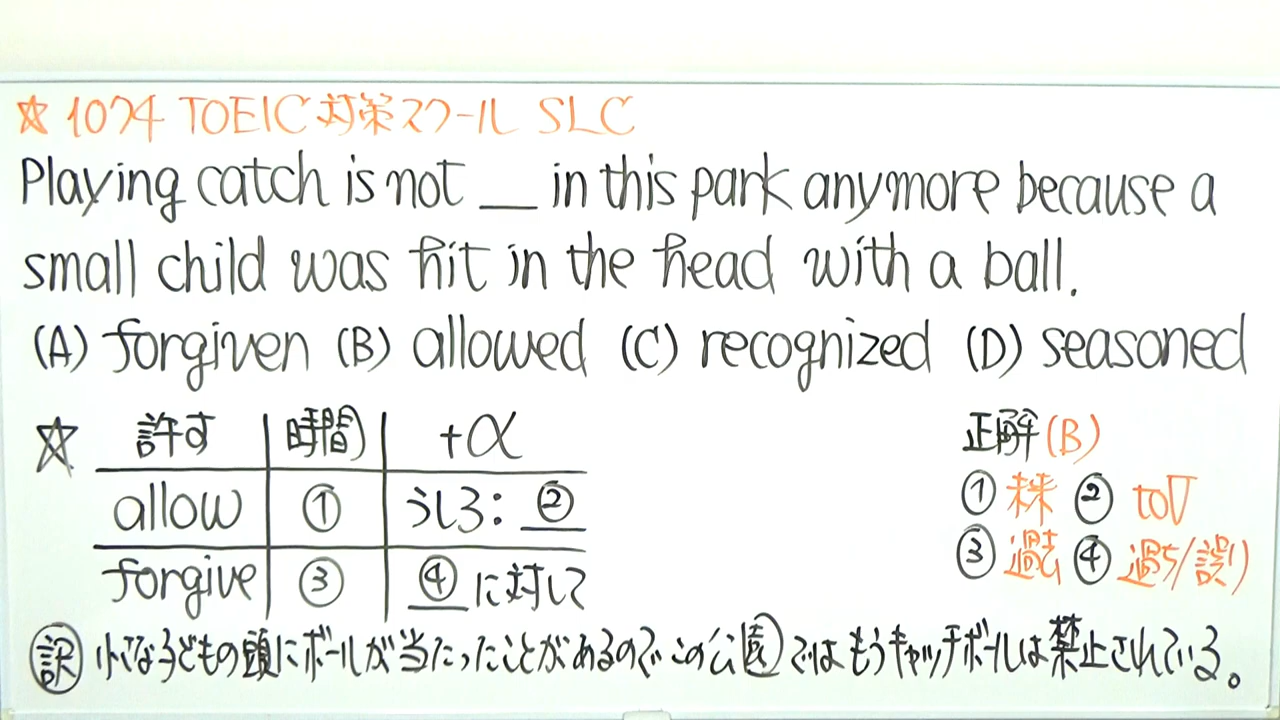 ☆ 1074 TOEIC対策スクール SLC
Playing catch is not __ in this park anymore because a
small child was hit in the head with a ball.
(A) forgiven (B) allowed (C) recognized (D) seasoned
☆ 許す 時間 +α
allow ① うしろ: ②
forgive ③ ④に対して
正解(B)
① 未来 ② toV
③ 過去 ④ 過ち/誤り
訳 小さな子どもの頭にボールが当たったことがあるのでこの公園ではもうキャッチボールは禁止されている。